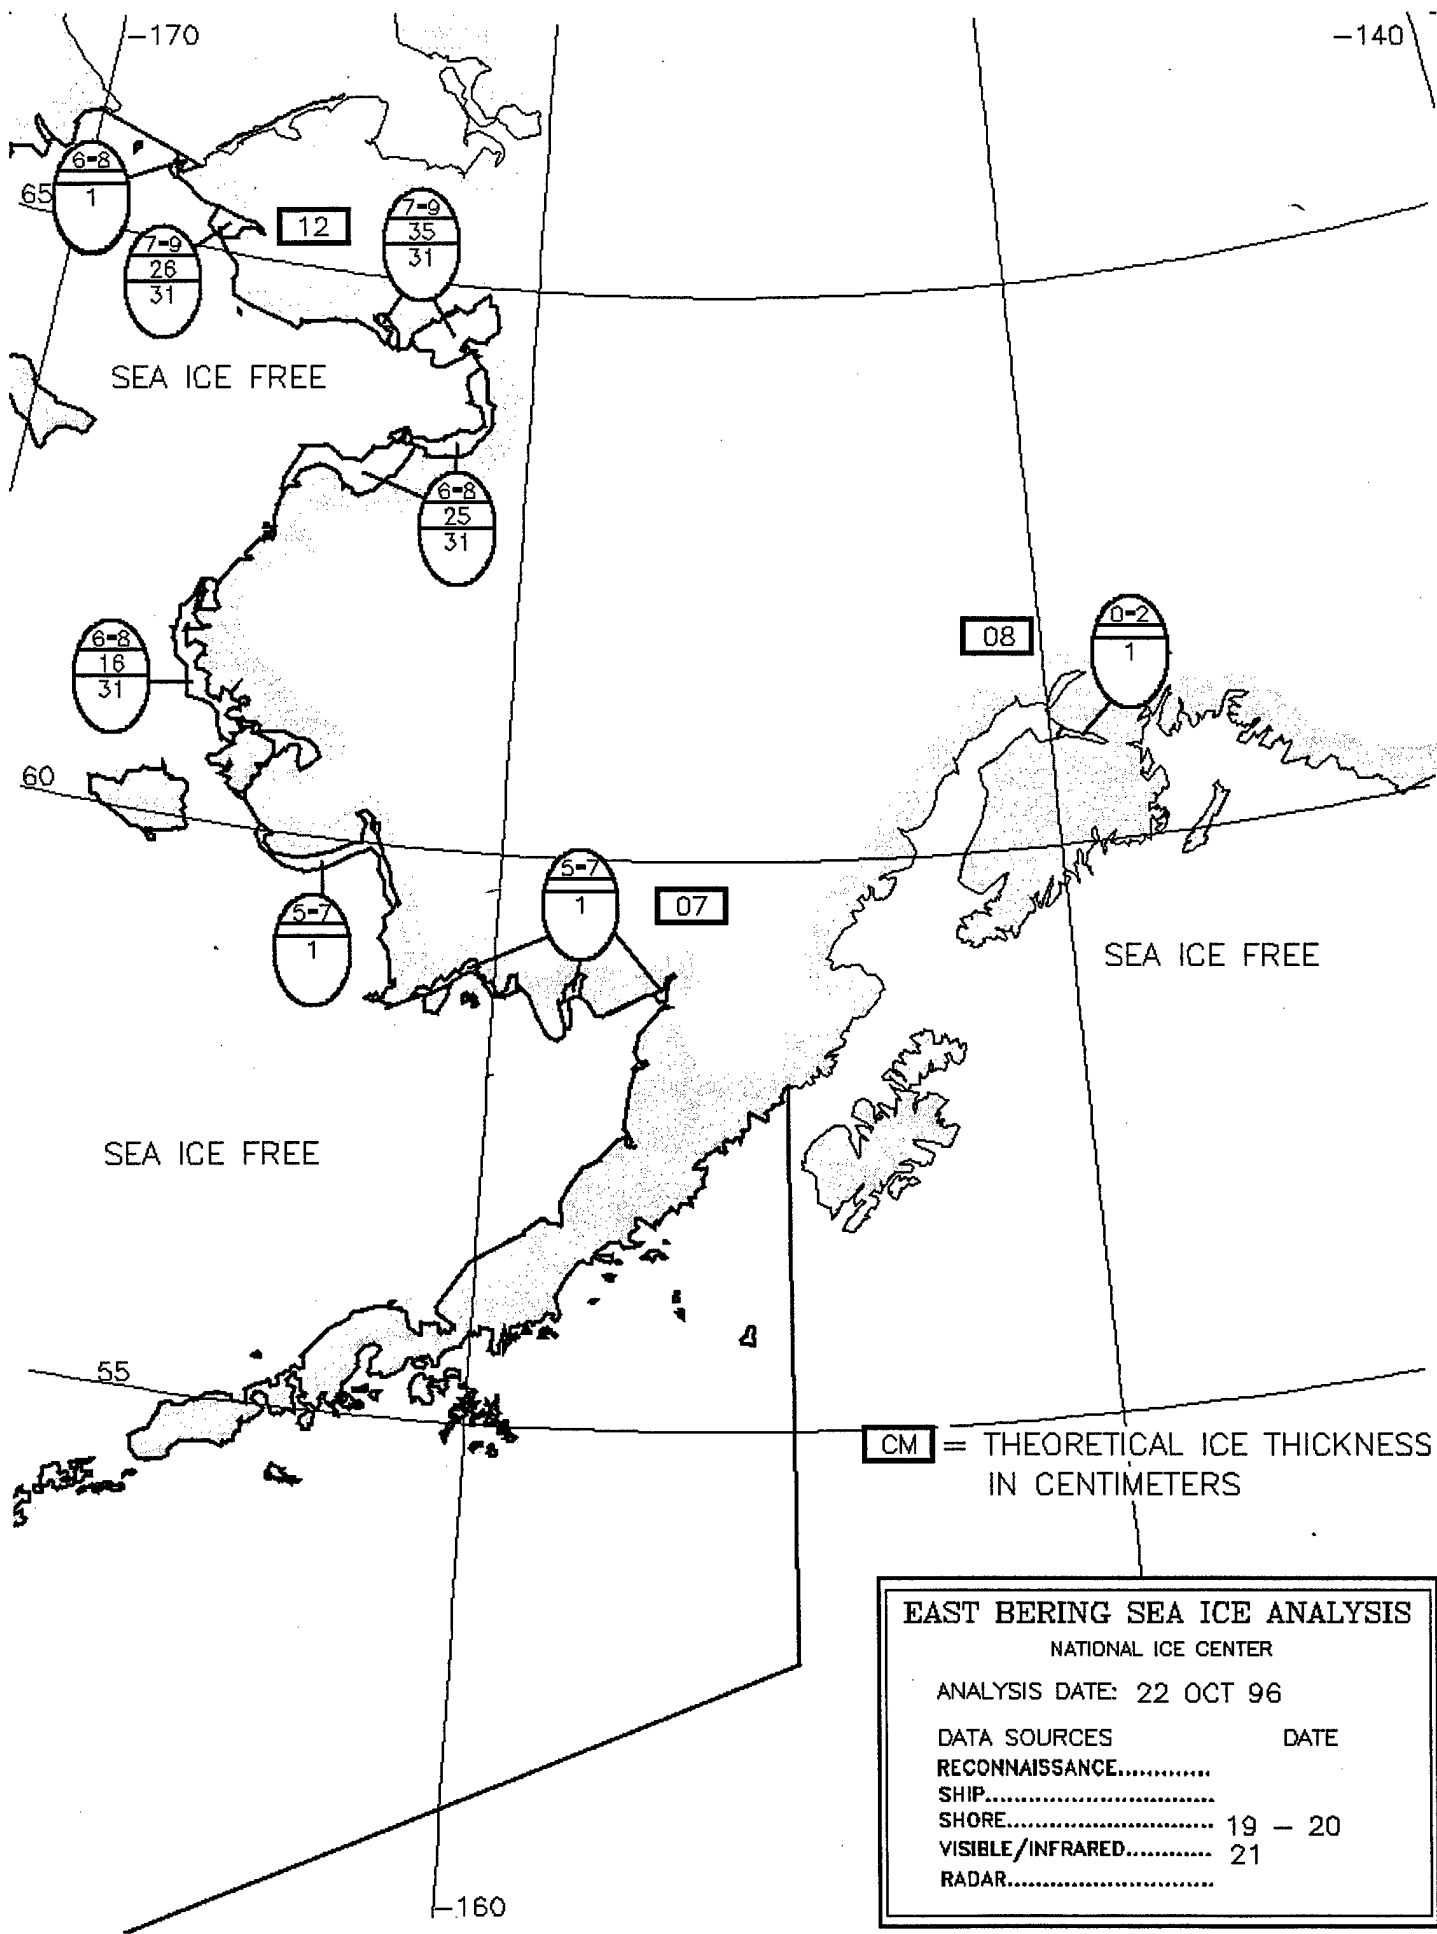 -170
-140
6-8
1
65
7-9
26
31
12
7-9
35
31
SEA ICE FREE
6-8
25
31
6-8
16
31
08
0-2
1
60
5-7
1
5-7
1
07
SEA ICE FREE
SEA ICE FREE
55
CM = THEORETICAL ICE THICKNESS
IN CENTIMETERS
EAST BERING SEA ICE ANALYSIS
NATIONAL ICE CENTER
ANALYSIS DATE: 22 OCT 96
DATA SOURCES DATE
RECONNAISSANCE............
SHIP..............................
SHORE........................... 19 - 20
VISIBLE/INFRARED............ 21
RADAR...........................
-160